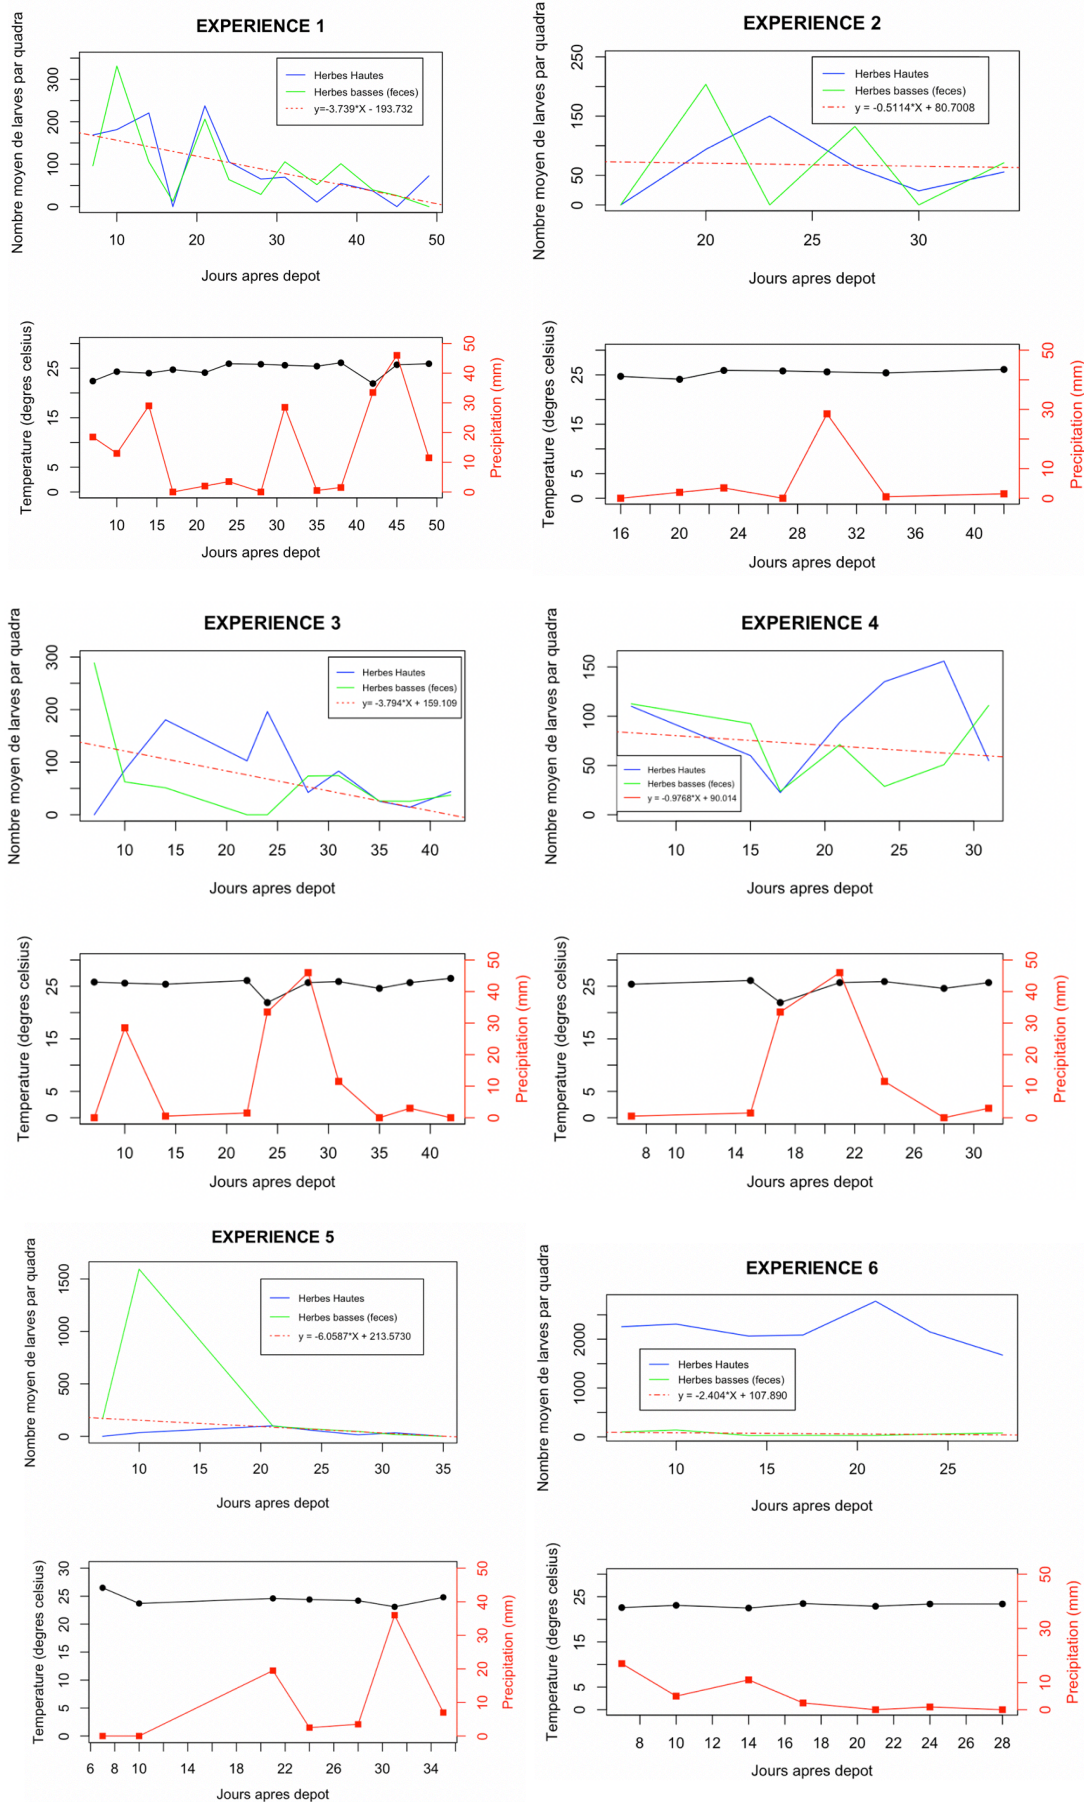 EXPERIENCE 1
Nombre moyen de larves par quadra
300
200
100
0
Herbes Hautes
Herbes basses (feces)
y=-3.739*X - 193.732
10 20 30 40 50
Jours apres depot
Temperature (degres celsius)
25
15
5
0
50
40
30
20
10
0
Precipitation (mm)
10 15 20 25 30 35 40 45 50
Jours apres depot
EXPERIENCE 2
Nombre moyen de larves par quadra
250
150
50
0
Herbes Hautes
Herbes basses (feces)
y = -0.5114*X + 80.7008
20 25 30
Jours apres depot
Temperature (degres celsius)
25
15
5
0
50
30
10
0
Precipitation (mm)
16 20 24 28 32 36 40
Jours apres depot
EXPERIENCE 3
Nombre moyen de larves par quadra
300
200
100
0
Herbes Hautes
Herbes basses (feces)
y= -3.794*X + 159.109
10 15 20 25 30 35 40
Jours apres depot
Temperature (degres celsius)
25
15
5
0
50
40
30
20
10
0
Precipitation (mm)
10 15 20 25 30 35 40
Jours apres depot
EXPERIENCE 4
Nombre moyen de larves par quadra
150
100
50
0
Herbes Hautes
Herbes basses (feces)
y = -0.9768*X + 90.014
10 15 20 25 30
Jours apres depot
Temperature (degres celsius)
25
15
5
0
50
40
30
20
10
0
Precipitation (mm)
8 10 14 18 22 26 30
Jours apres depot
EXPERIENCE 5
Nombre moyen de larves par quadra
1500
1000
500
0
Herbes Hautes
Herbes basses (feces)
y = -6.0587*X + 213.5730
10 15 20 25 30 35
Jours apres depot
Temperature (degres celsius)
30
25
20
15
10
5
0
50
40
30
20
10
0
Precipitation (mm)
6 8 10 14 18 22 26 30 34
Jours apres depot
EXPERIENCE 6
Nombre moyen de larves par quadra
2000
1000
0
Herbes Hautes
Herbes basses (feces)
y = -2.404*X + 107.890
10 15 20 25
Jours apres depot
Temperature (degres celsius)
25
15
5
0
50
30
10
0
Precipitation (mm)
8 10 12 14 16 18 20 22 24 26 28
Jours apres depot